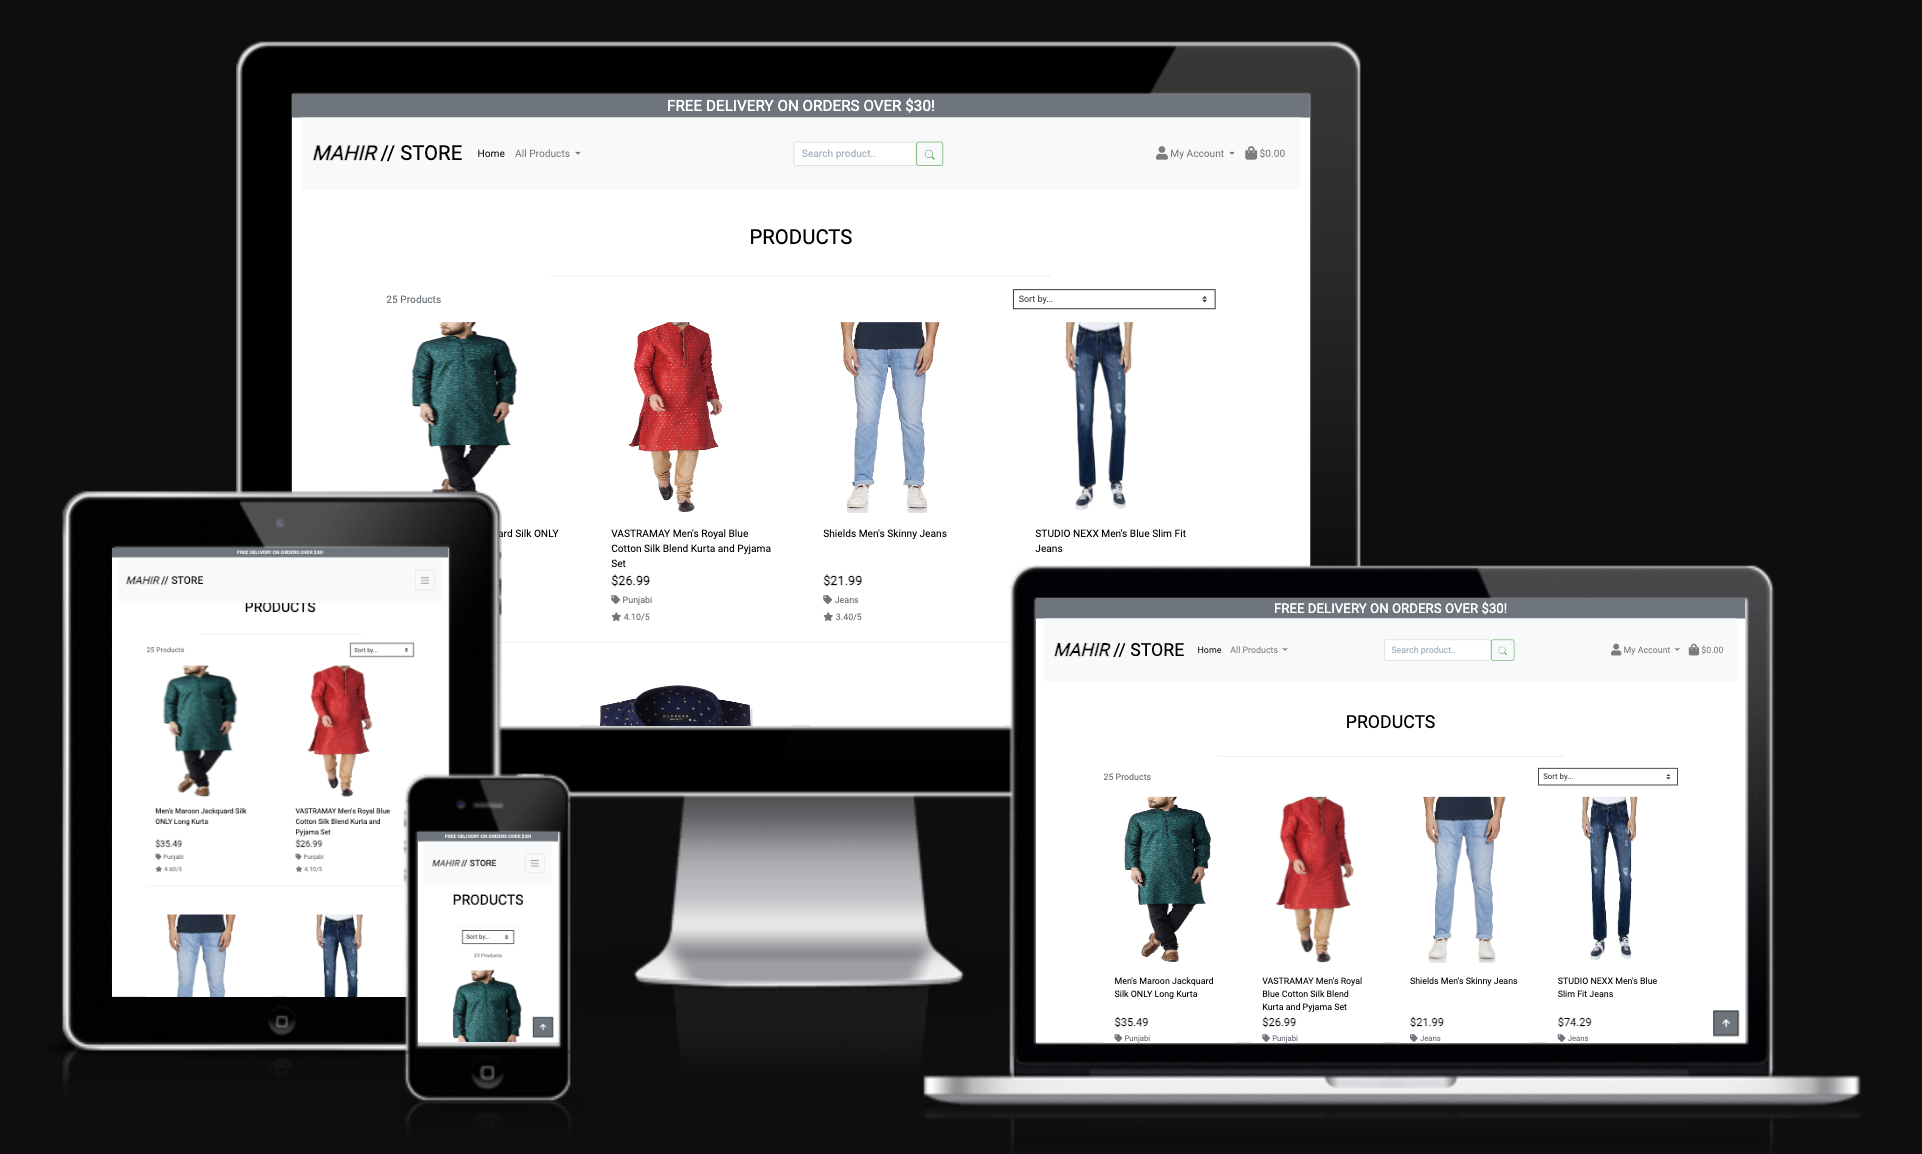 FREE DELIVERY ON ORDERS OVER $30!
MAHIR // STORE Home All Products Search product.. My Account $0.00
PRODUCTS
25 Products Sort by...
rd Silk ONLY
VASTRAMAY Men's Royal Blue
Cotton Silk Blend Kurta and Pyjama
Set
$26.99
Punjabi
4.10/5
Shields Men's Skinny Jeans
$21.99
Jeans
3.40/5
STUDIO NEXX Men's Blue Slim Fit
Jeans
FREE DELIVERY ON ORDERS OVER $30!
MAHIR // STORE
PRODUCTS
25 Products Sort by...
Men's Maroon Jackquard Silk
ONLY Long Kurta
$35.49
Punjabi
4.60/5
VASTRAMAY Men's Royal Blue
Cotton Silk Blend Kurta and
Pyjama Set
$26.99
Punjabi
4.10/5
FREE DELIVERY ON ORDERS OVER $30!
MAHIR // STORE
PRODUCTS
Sort by...
25 Products
FREE DELIVERY ON ORDERS OVER $30!
MAHIR // STORE Home All Products Search product.. My Account $0.00
PRODUCTS
25 Products Sort by...
Men's Maroon Jackquard
Silk ONLY Long Kurta
$35.49
Punjabi
VASTRAMAY Men's Royal
Blue Cotton Silk Blend
Kurta and Pyjama Set
$26.99
Punjabi
Shields Men's Skinny Jeans
$21.99
Jeans
STUDIO NEXX Men's Blue
Slim Fit Jeans
$74.29
Jeans